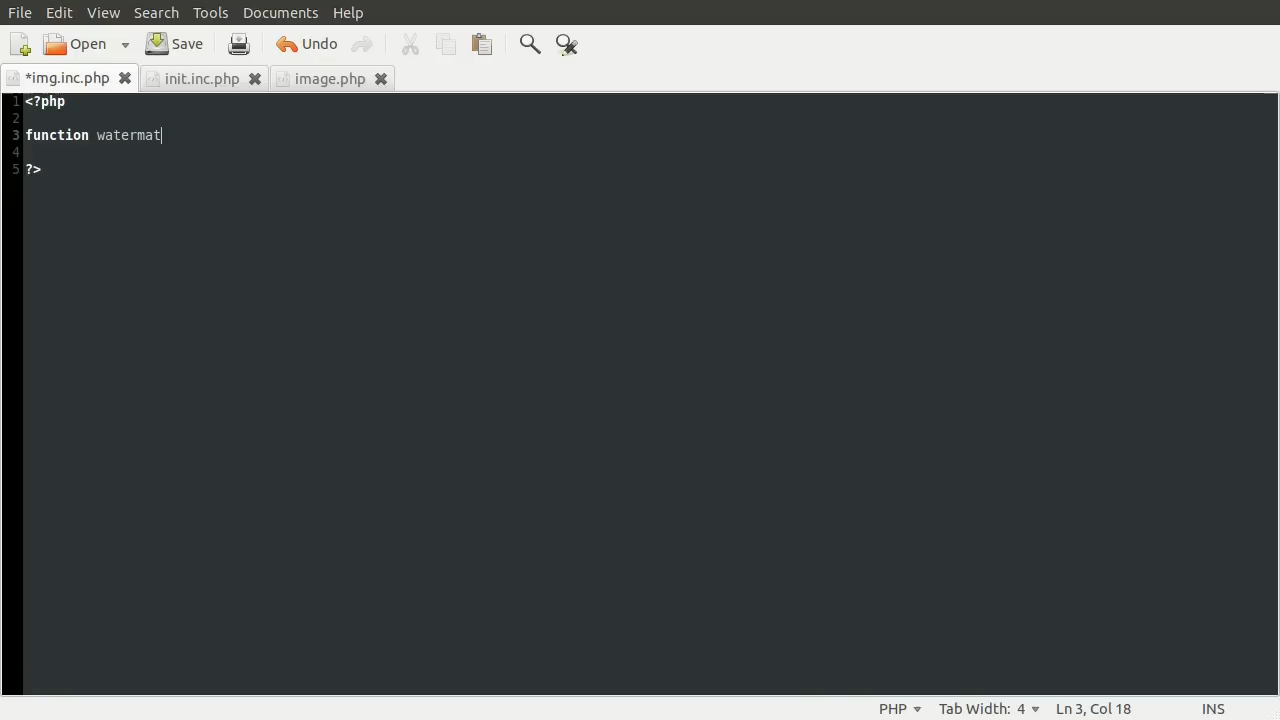 File Edit View Search Tools Documents Help
Open Save Undo
*img.inc.php init.inc.php image.php
1 <?php
2
3 function watermat
4
5 ?>
PHP Tab Width: 4 Ln 3, Col 18 INS